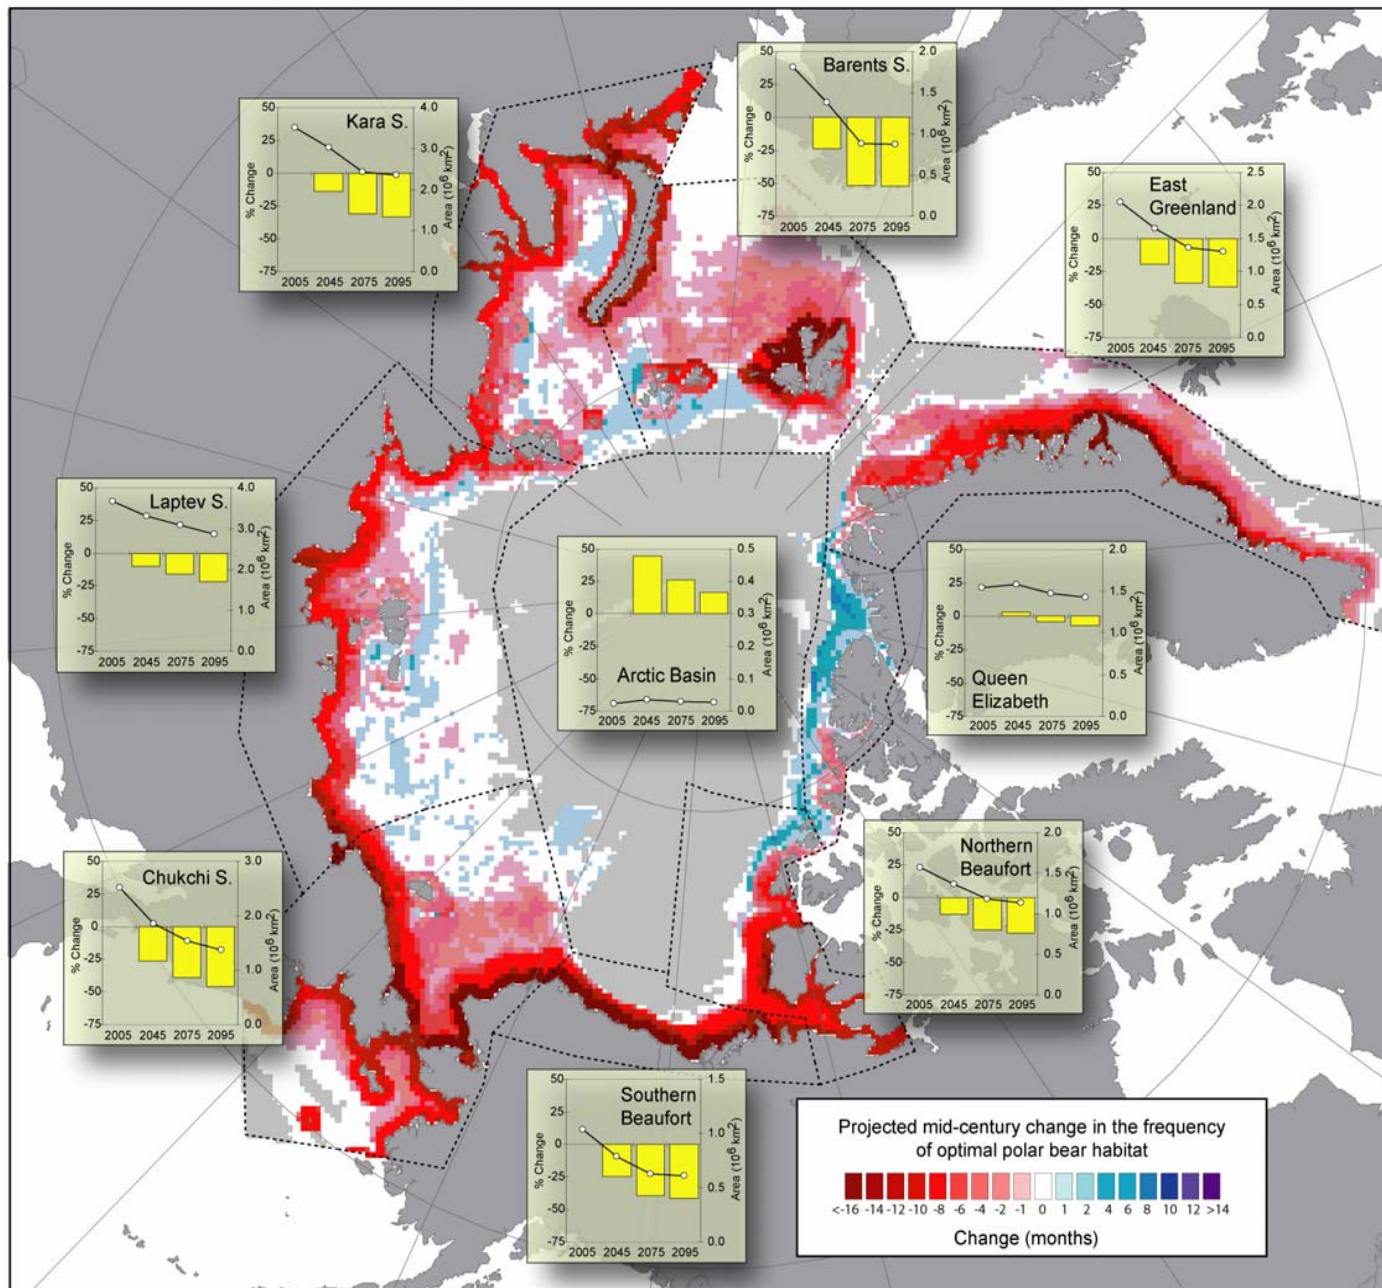 50
25
0
-25
-50
-75
% Change
Kara S.
4.0
3.0
2.0
1.0
0.0
Area (10⁶ km²)
2005 2045 2075 2095
50
25
0
-25
-50
-75
% Change
Barents S.
2.0
1.5
1.0
0.5
0.0
Area (10⁶ km²)
2005 2045 2075 2095
50
25
0
-25
-50
-75
% Change
East
Greenland
2.5
2.0
1.5
1.0
0.5
0.0
Area (10⁶ km²)
2005 2045 2075 2095
50
25
0
-25
-50
-75
% Change
Laptev S.
4.0
3.0
2.0
1.0
0.0
Area (10⁶ km²)
2005 2045 2075 2095
50
25
0
-25
-50
-75
% Change
Arctic Basin
0.5
0.4
0.3
0.2
0.1
0.0
Area (10⁶ km²)
2005 2045 2075 2095
50
25
0
-25
-50
-75
% Change
Queen
Elizabeth
2.0
1.5
1.0
0.5
0.0
Area (10⁶ km²)
2005 2045 2075 2095
50
25
0
-25
-50
-75
% Change
Chukchi S.
3.0
2.0
1.0
0.0
Area (10⁶ km²)
2005 2045 2075 2095
50
25
0
-25
-50
-75
% Change
Northern
Beaufort
2.0
1.5
1.0
0.5
0.0
Area (10⁶ km²)
2005 2045 2075 2095
50
25
0
-25
-50
-75
% Change
Southern
Beaufort
1.5
1.0
0.5
0.0
Area (10⁶ km²)
2005 2045 2075 2095
Projected mid-century change in the frequency
of optimal polar bear habitat
<-16 -14 -12 -10 -8 -6 -4 -2 -1 0 1 2 4 6 8 10 12 >14
Change (months)